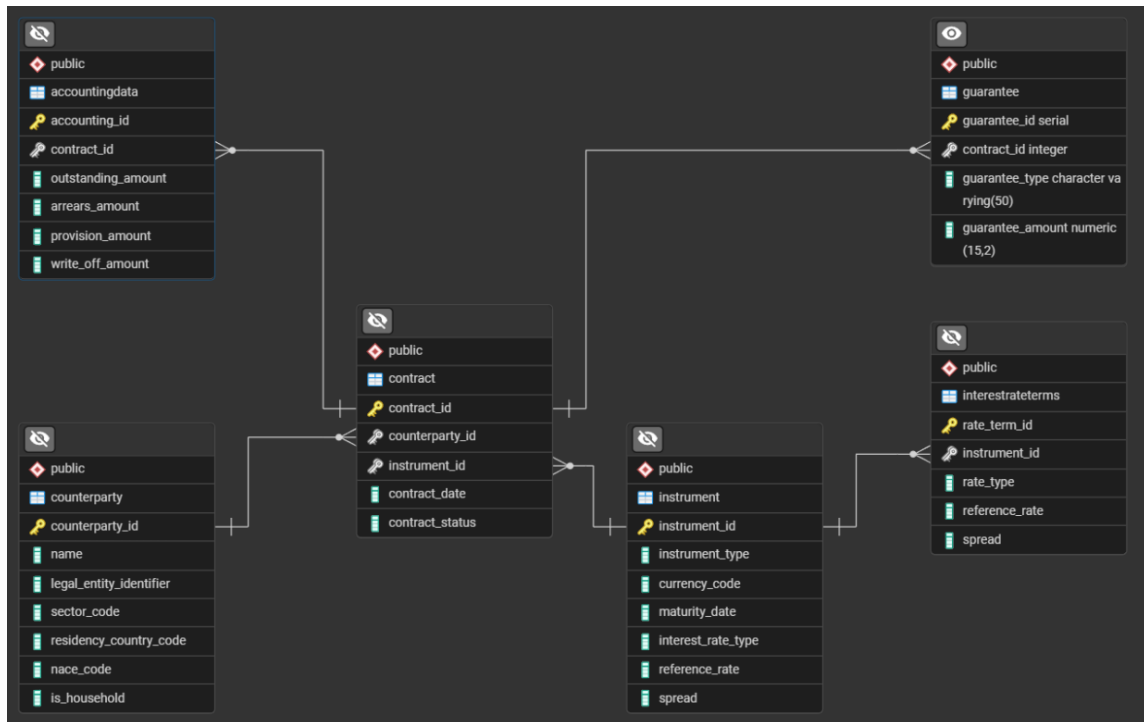 public
accountingdata
accounting_id
contract_id
outstanding_amount
arrears_amount
provision_amount
write_off_amount
public
guarantee
guarantee_id serial
contract_id integer
guarantee_type character va
rying(50)
guarantee_amount numeric
(15,2)
public
contract
contract_id
counterparty_id
instrument_id
contract_date
contract_status
public
interestrateterms
rate_term_id
instrument_id
rate_type
reference_rate
spread
public
counterparty
counterparty_id
name
legal_entity_identifier
sector_code
residency_country_code
nace_code
is_household
public
instrument
instrument_id
instrument_type
currency_code
maturity_date
interest_rate_type
reference_rate
spread